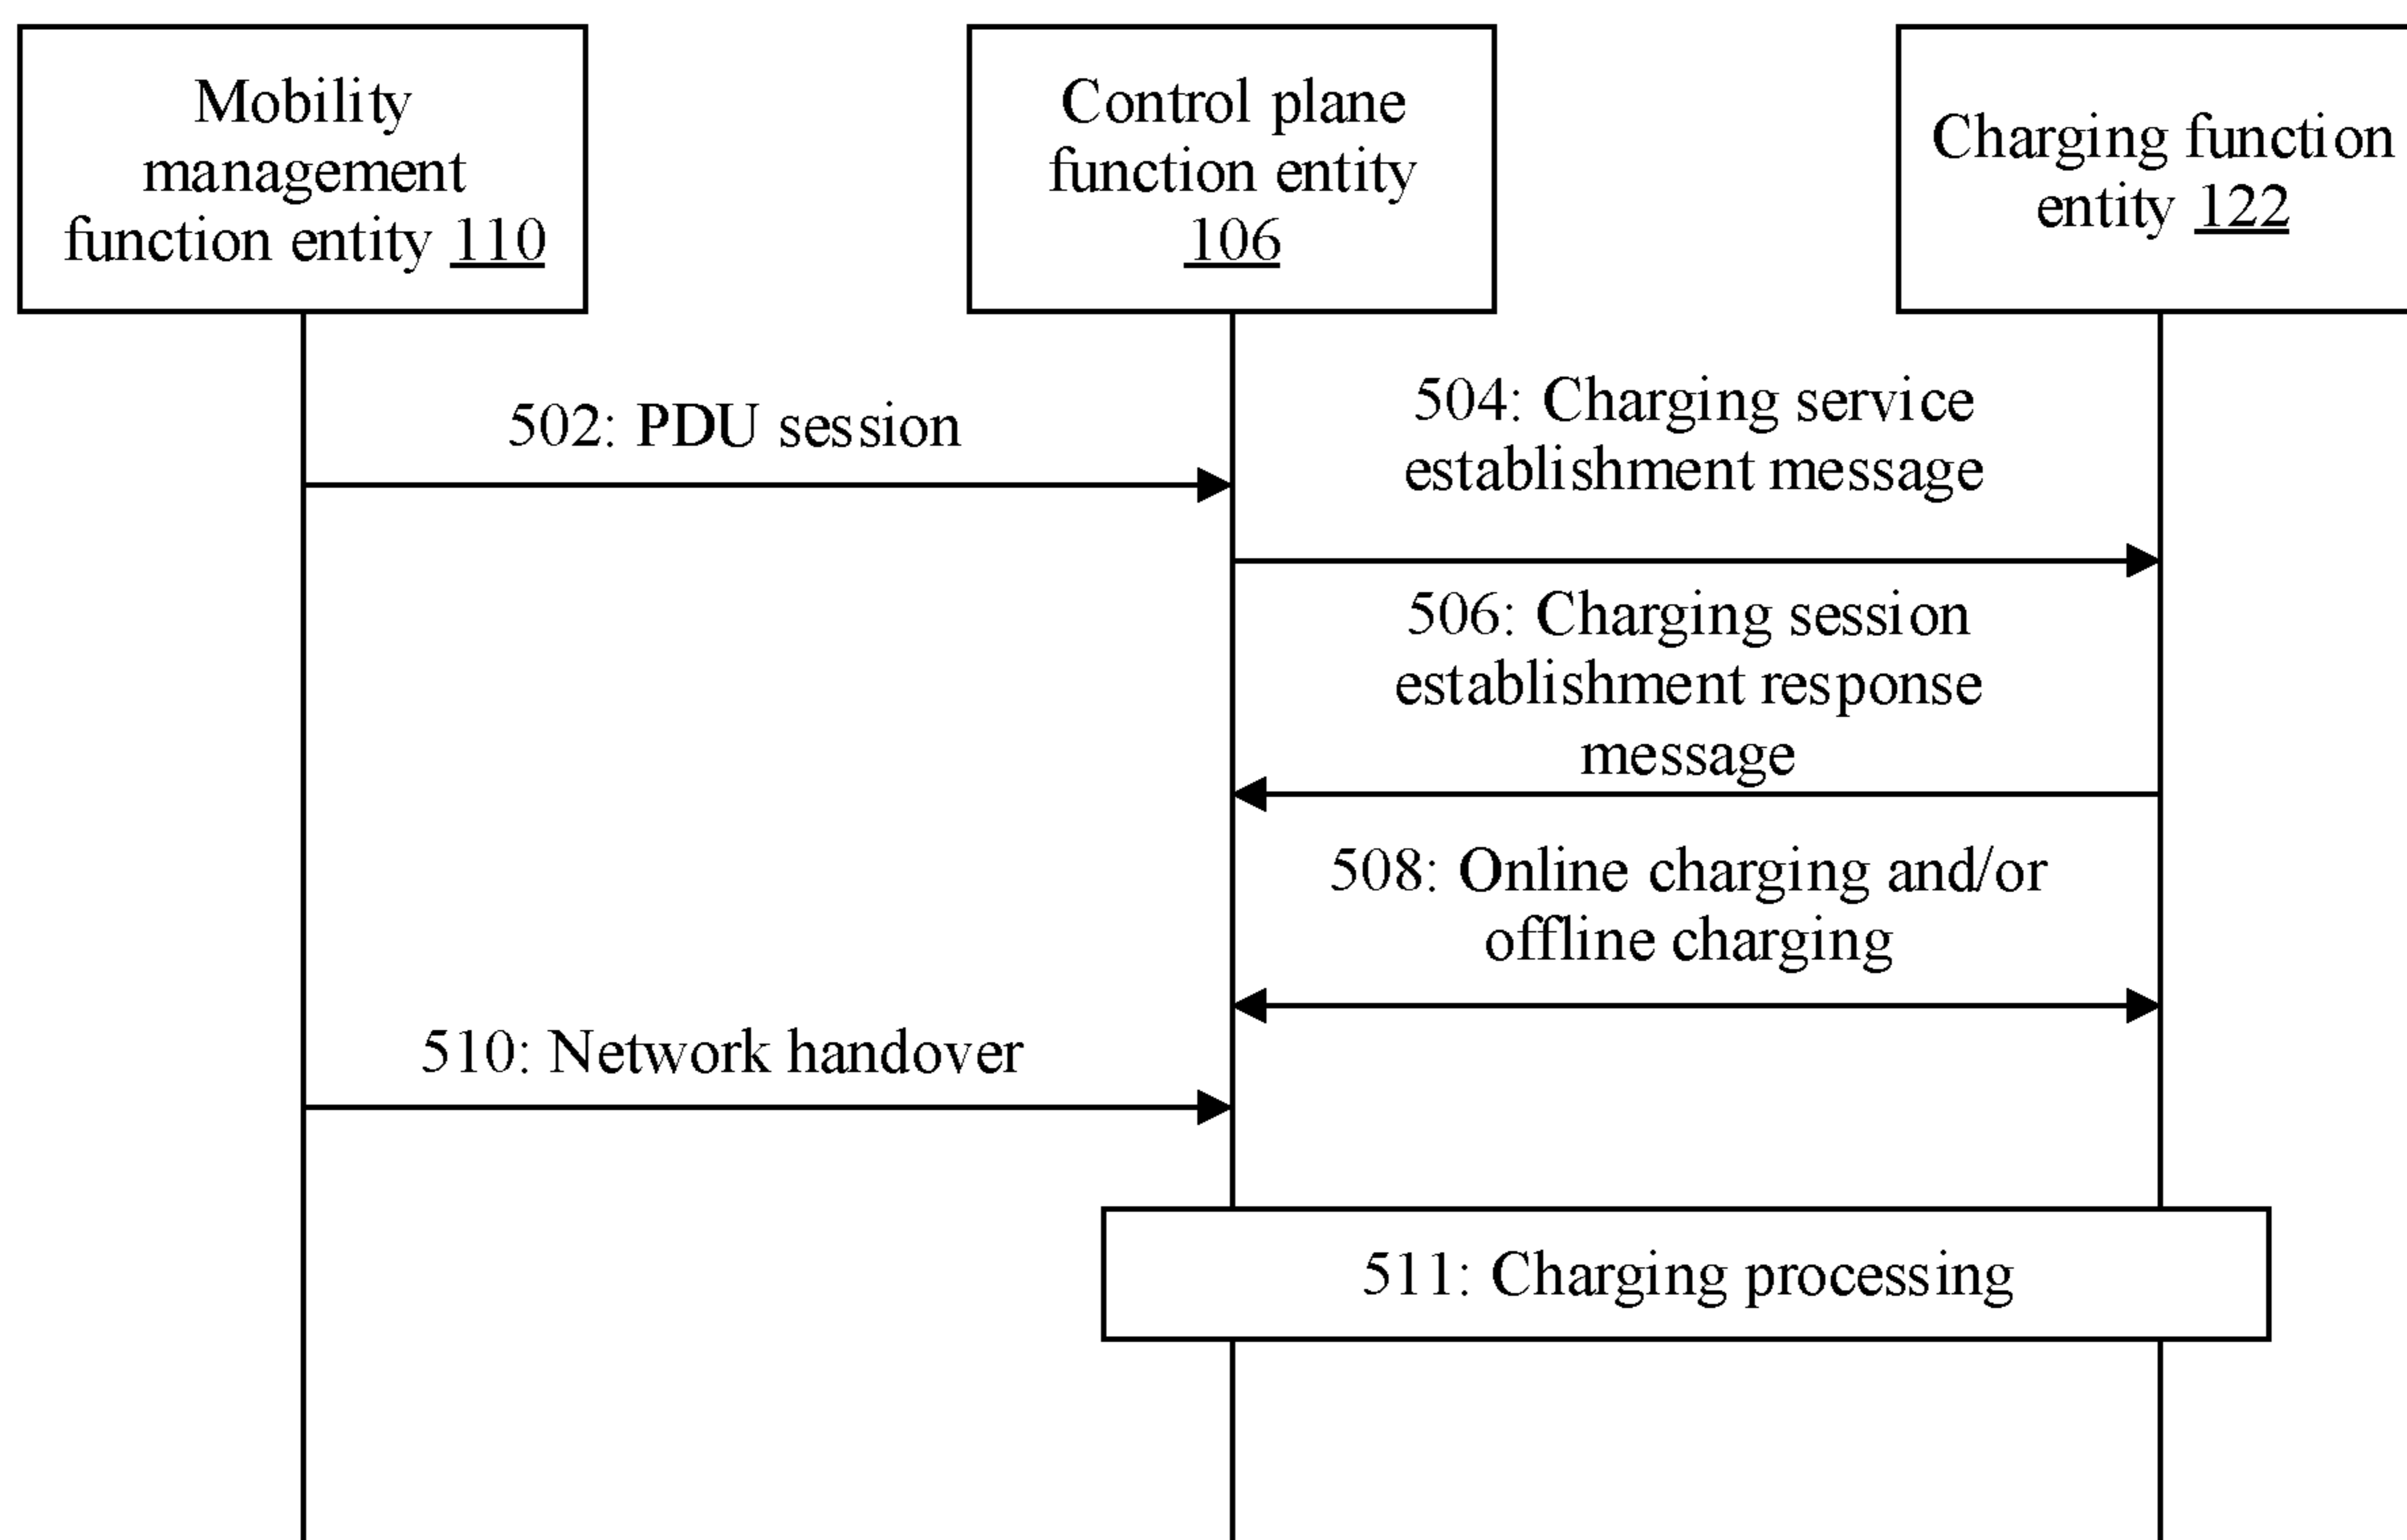 Mobility
management
function entity 110
Control plane
function entity
106
Charging function
entity 122
502: PDU session
504: Charging service
establishment message
506: Charging session
establishment response
message
508: Online charging and/or
offline charging
510: Network handover
511: Charging processing